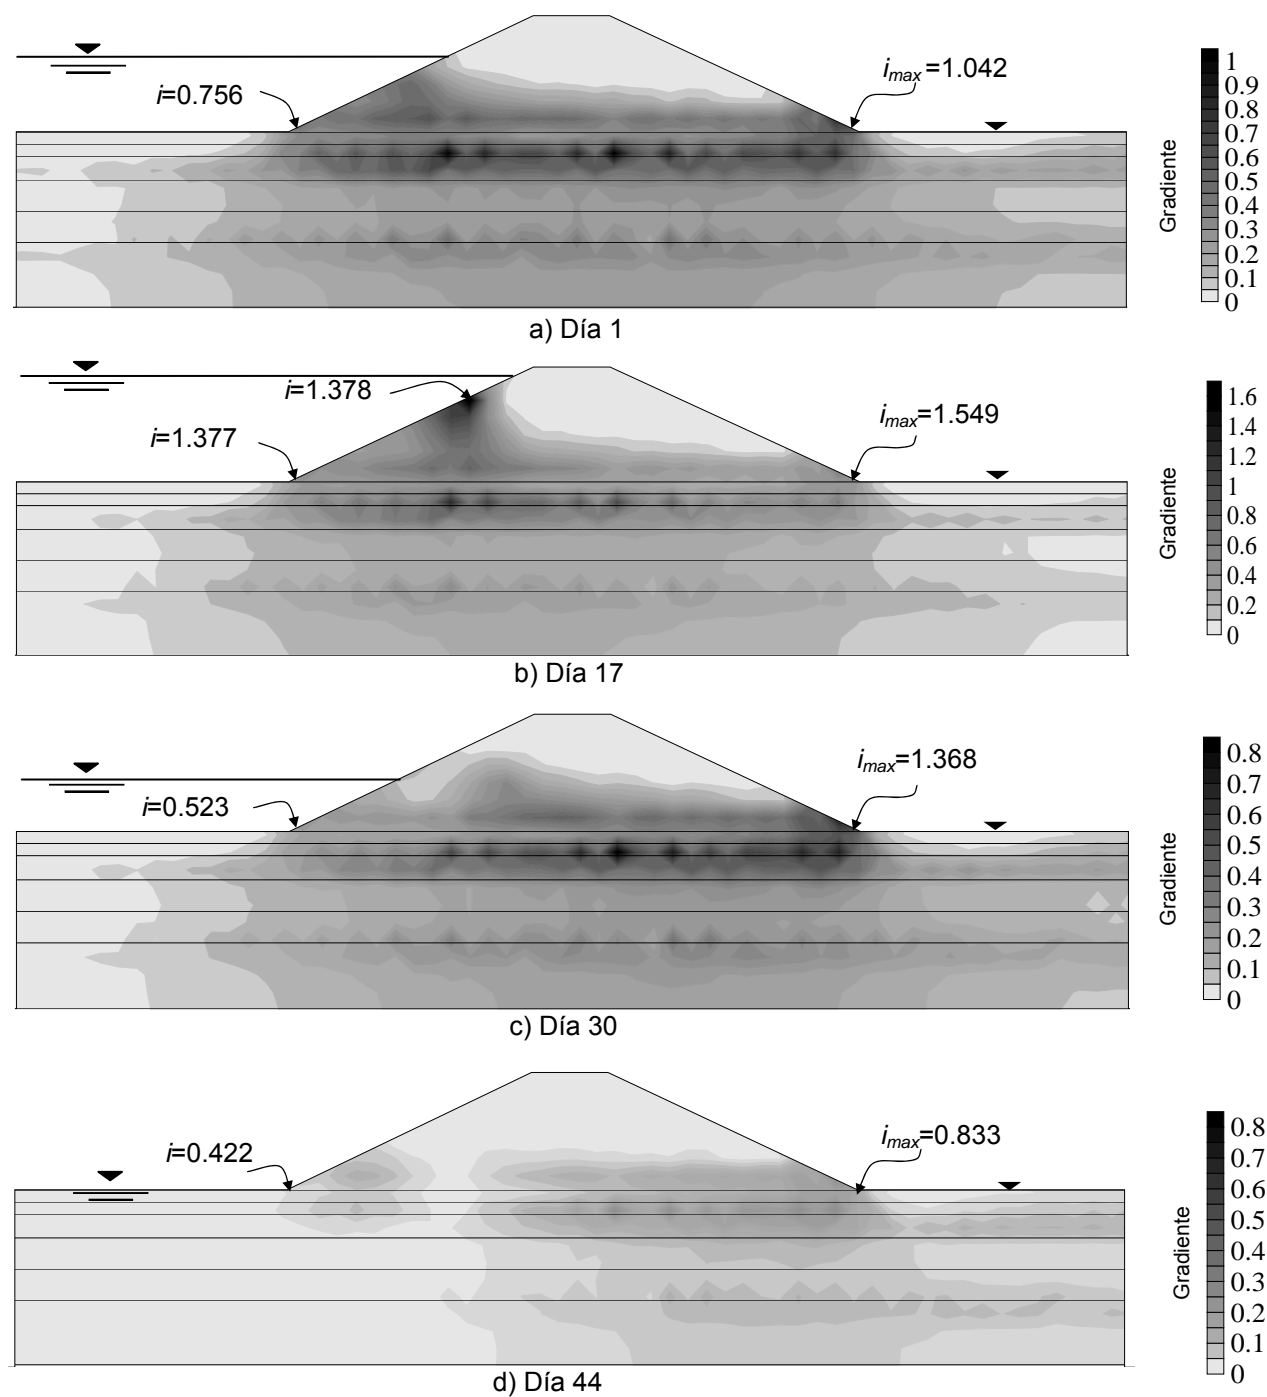 i=0.756
imax=1.042
Gradiente
1
0.9
0.8
0.7
0.6
0.5
0.4
0.3
0.2
0.1
0
a) Día 1
i=1.378
i=1.377
imax=1.549
Gradiente
1.6
1.4
1.2
1
0.8
0.6
0.4
0.2
0
b) Día 17
i=0.523
imax=1.368
Gradiente
0.8
0.7
0.6
0.5
0.4
0.3
0.2
0.1
0
c) Día 30
i=0.422
imax=0.833
Gradiente
0.8
0.7
0.6
0.5
0.4
0.3
0.2
0.1
0
d) Día 44